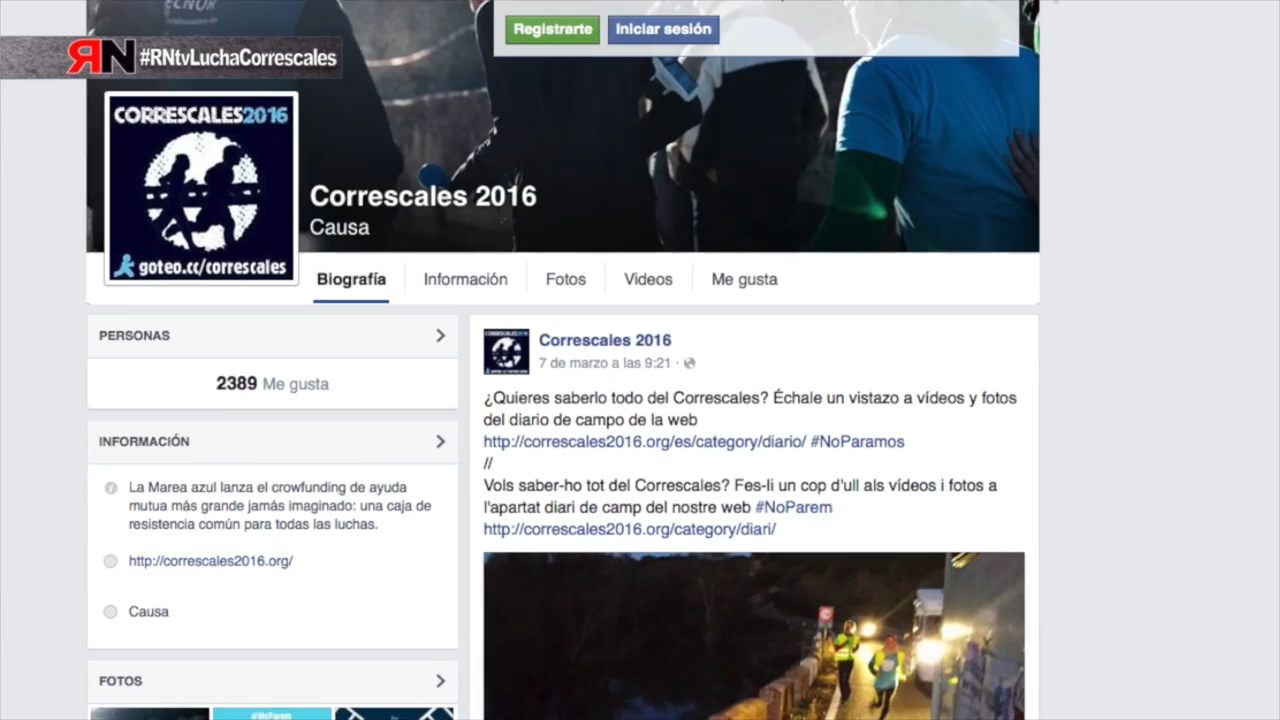 ECNOR
Registrarte
Iniciar sesión
ЯN #RNtvLuchaCorrescales
CORRESCALES2016
goteo.cc/correscales
Correscales 2016
Causa
Biografía
Información
Fotos
Videos
Me gusta
PERSONAS
2389 Me gusta
INFORMACIÓN
La Marea azul lanza el crowfunding de ayuda
mutua más grande jamás imaginado: una caja de
resistencia común para todas las luchas.
http://correscales2016.org/
Causa
FOTOS
#NoParem
Correscales 2016
7 de marzo a las 9:21 ·
¿Quieres saberlo todo del Correscales? Échale un vistazo a vídeos y fotos
del diario de campo de la web
http://correscales2016.org/es/category/diario/ #NoParamos
//
Vols saber-ho tot del Correscales? Fes-li un cop d'ull als vídeos i fotos a
l'apartat diari de camp del nostre web #NoParem
http://correscales2016.org/category/diari/